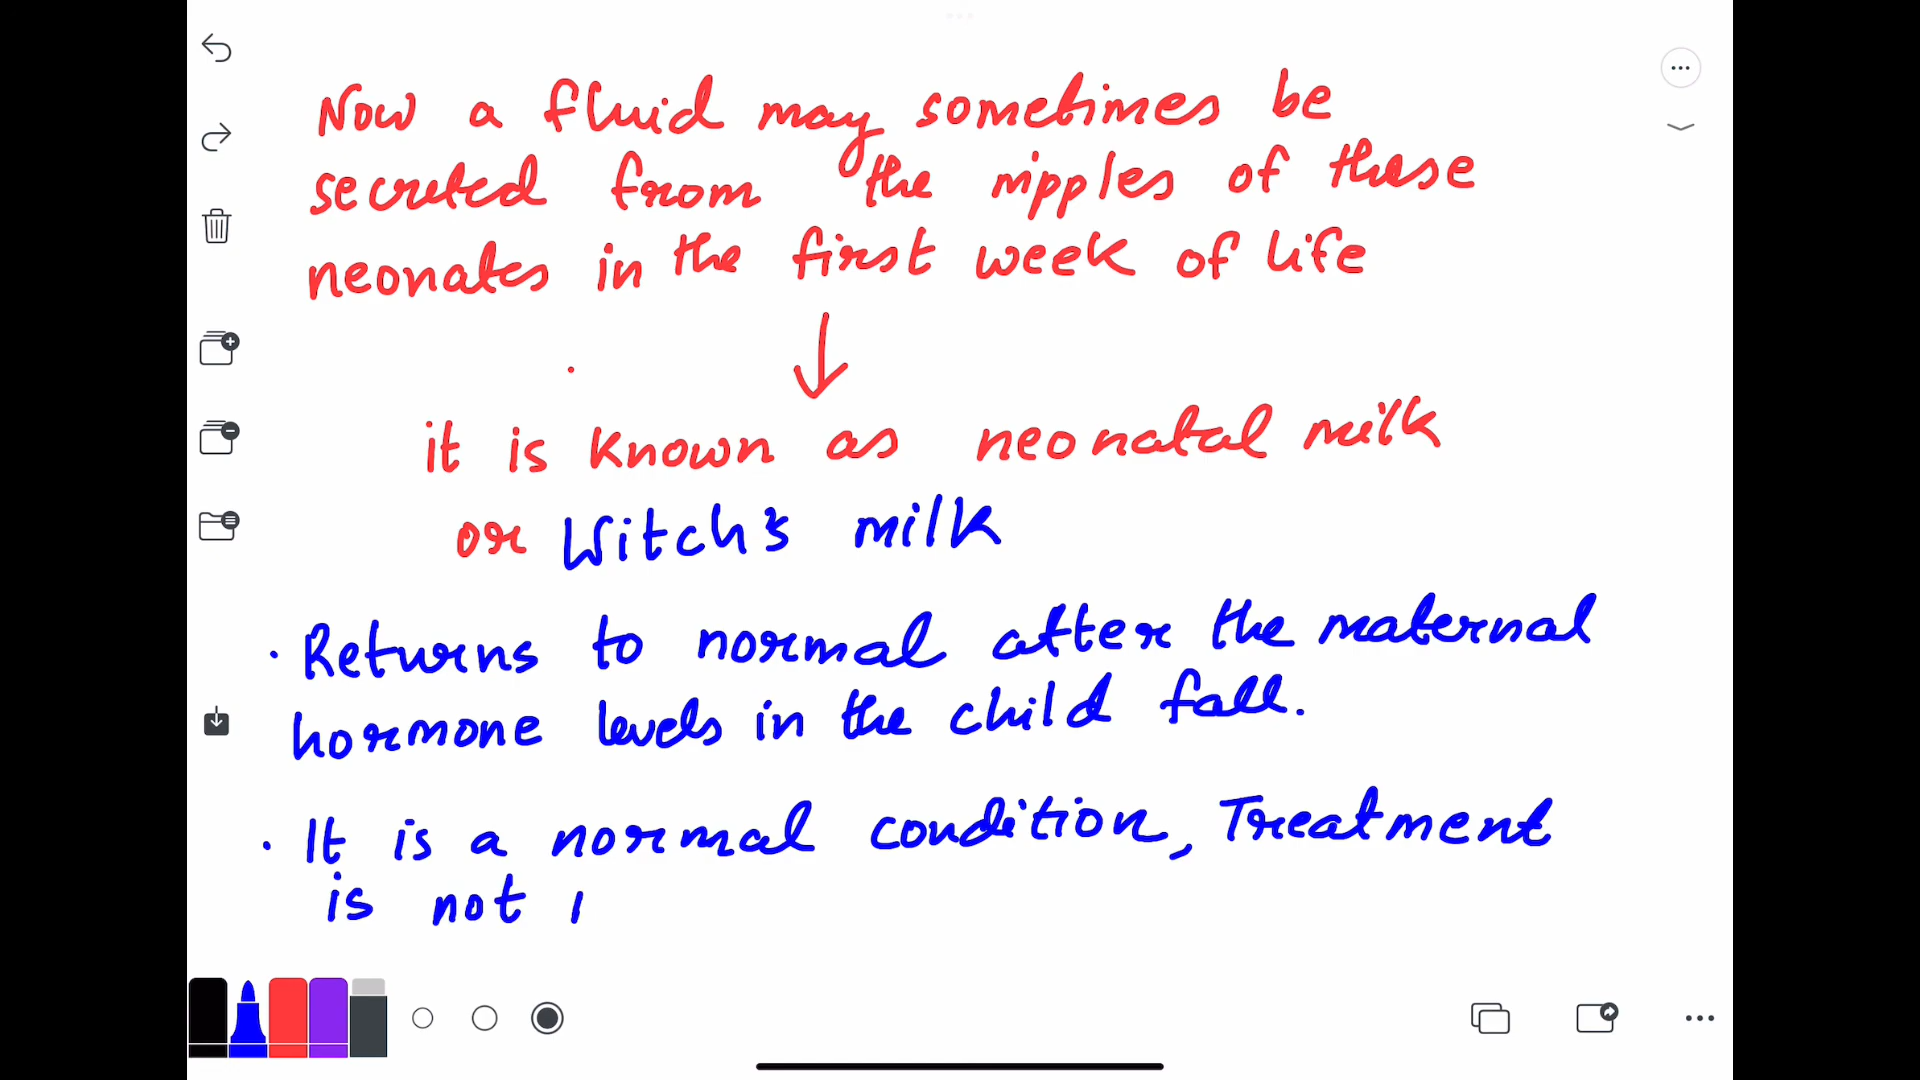 Now a fluid may sometimes be
secreted from the nipples of these
neonates in the first week of life
it is known as neonatal milk
or Witch's milk
· Returns to normal after the maternal
hormone levels in the child fall.
· It is a normal condition, Treatment
is not